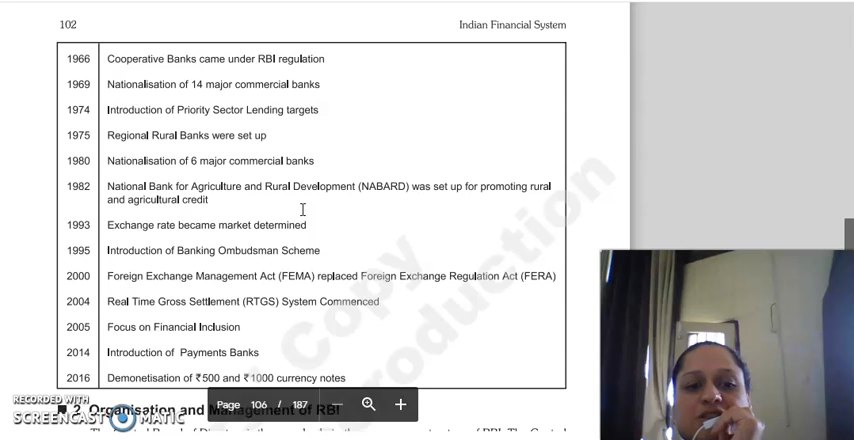 102
Indian Financial System
1966 Cooperative Banks came under RBI regulation
1969 Nationalisation of 14 major commercial banks
1974 Introduction of Priority Sector Lending targets
1975 Regional Rural Banks were set up
1980 Nationalisation of 6 major commercial banks
1982 National Bank for Agriculture and Rural Development (NABARD) was set up for promoting rural
and agricultural credit
1993 Exchange rate became market determined
1995 Introduction of Banking Ombudsman Scheme
2000 Foreign Exchange Management Act (FEMA) replaced Foreign Exchange Regulation Act (FERA)
2004 Real Time Gross Settlement (RTGS) System Commenced
2005 Focus on Financial Inclusion
2014 Introduction of Payments Banks
2016 Demonetisation of ₹500 and ₹1000 currency notes
Copy
Page 106 / 187
RECORDED WITH
SCREENCAST MATIC
2. Organisation and Management of RBI